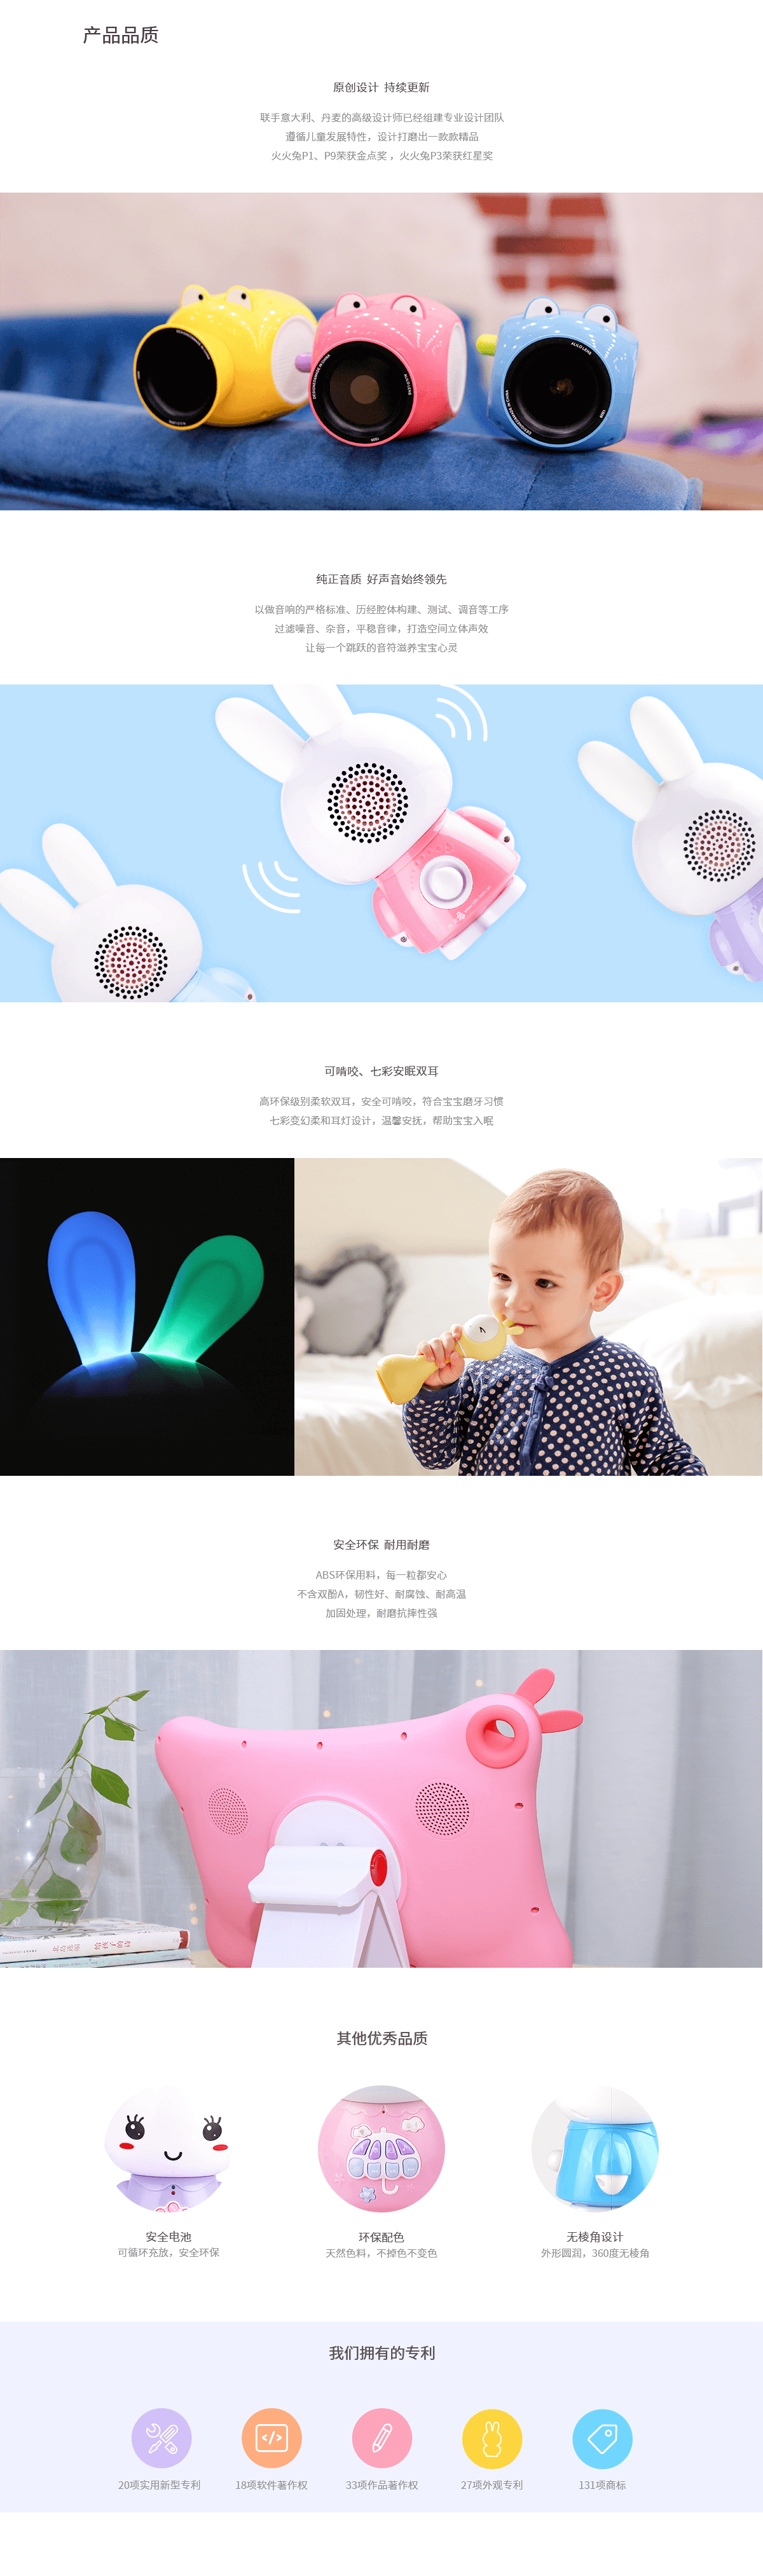 产品品质
原创设计 持续更新
联手意大利、丹麦的高级设计师已经组建专业设计团队
遵循儿童发展特性，设计打磨出一款款精品
火火兔P1、P9荣获金点奖 ，火火兔P3荣获红星奖
纯正音质 好声音始终领先
以做音响的严格标准、历经腔体构建、测试、调音等工序
过滤噪音、杂音，平稳音律，打造空间立体声效
让每一个跳跃的音符滋养宝宝心灵
可啃咬、七彩安眠双耳
高环保级别柔软双耳，安全可啃咬，符合宝宝磨牙习惯
七彩变幻柔和耳灯设计，温馨安抚，帮助宝宝入眠
安全环保 耐用耐磨
ABS环保用料，每一粒都安心
不含双酚A，韧性好、耐腐蚀、耐高温
加固处理，耐磨抗摔性强
其他优秀品质
安全电池
可循环充放，安全环保
环保配色
天然色料，不掉色不变色
无棱角设计
外形圆润，360度无棱角
我们拥有的专利
20项实用新型专利
18项软件著作权
33项作品著作权
27项外观专利
131项商标